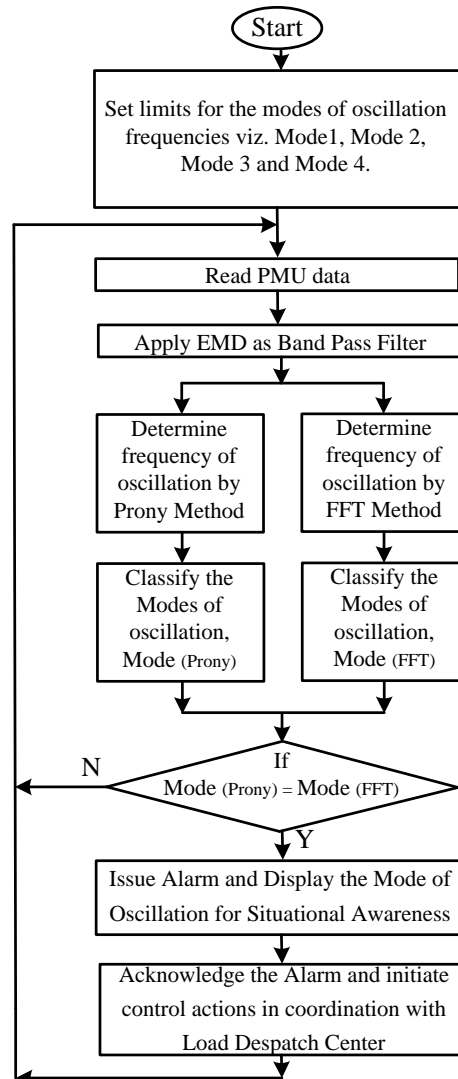 Start
Set limits for the modes of oscillation
frequencies viz. Mode1, Mode 2,
Mode 3 and Mode 4.
Read PMU data
Apply EMD as Band Pass Filter
Determine
frequency of
oscillation by
Prony Method
Determine
frequency of
oscillation by
FFT Method
Classify the
Modes of
oscillation,
Mode (Prony)
Classify the
Modes of
oscillation,
Mode (FFT)
If
Mode (Prony) = Mode (FFT)
N
Y
Issue Alarm and Display the Mode of
Oscillation for Situational Awareness
Acknowledge the Alarm and initiate
control actions in coordination with
Load Despatch Center